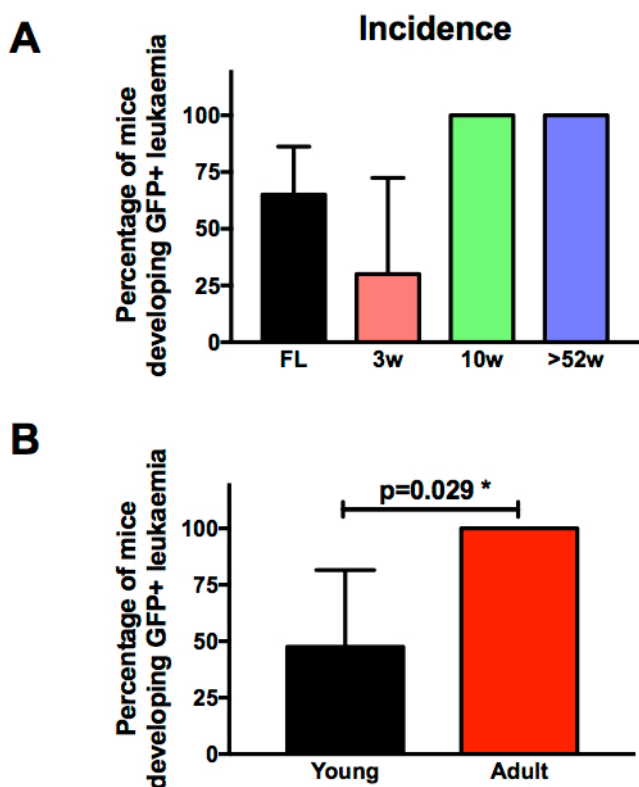 A
Incidence
Percentage of mice
developing GFP+ leukaemia
100
75
50
25
0
FL 3w 10w >52w
B
Percentage of mice
developing GFP+ leukaemia
p=0.029 *
100
75
50
25
0
Young Adult